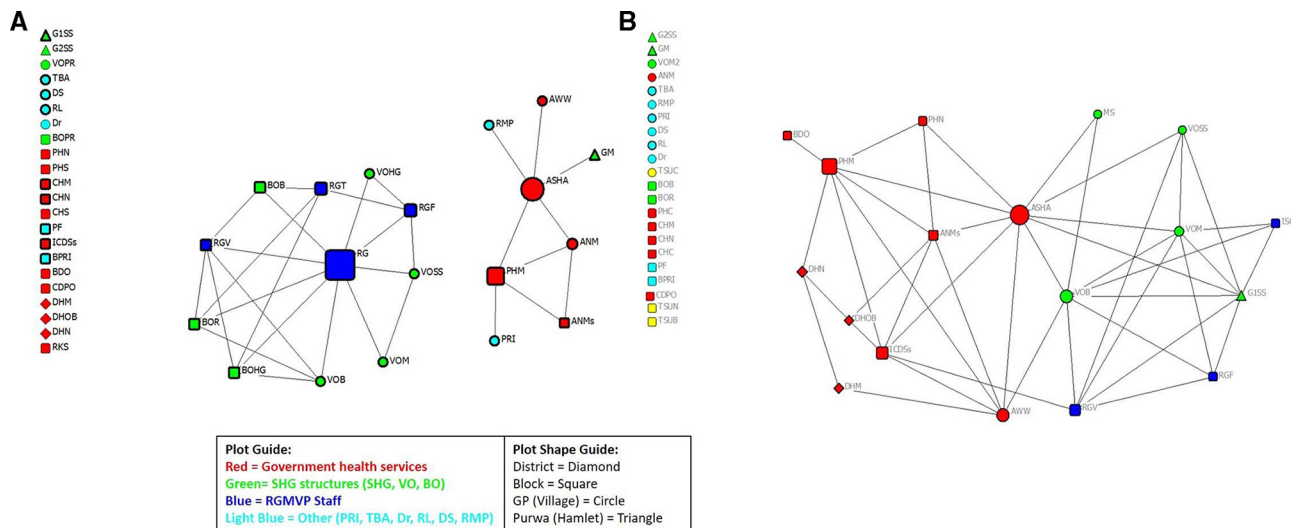 A
G1SS
G2SS
VOPR
TBA
DS
RL
Dr
BOPR
PHN
PHS
CHM
CHN
CHS
PF
ICDSs
BPRI
BDO
CDPO
DHM
DHOB
DHN
RKS
AWW
RMP
GM
ASHA
VOHG
BOB
RGT
RGF
RGV
RG
ANM
VOSS
PHM
BOR
ANMs
PRI
VOM
BOHG
VOB
B
G2SS
GM
VOM2
ANM
TBA
RMP
PRI
DS
RL
Dr
TSUC
BOB
BOR
PHC
CHM
CHN
CHC
PF
BPRI
CDPO
TSUN
TSUB
MS
PHN
VOSS
BDO
PHM
ASHA
ANMs
VOM
DHN
VOB
G1SS
DHOB
ICDSs
RGF
DHM
RGV
AWW
Plot Guide:
Red = Government health services
Green= SHG structures (SHG, VO, BO)
Blue = RGMVP Staff
Light Blue = Other (PRI, TBA, Dr, RL, DS, RMP)
Plot Shape Guide:
District = Diamond
Block = Square
GP (Village) = Circle
Purwa (Hamlet) = Triangle